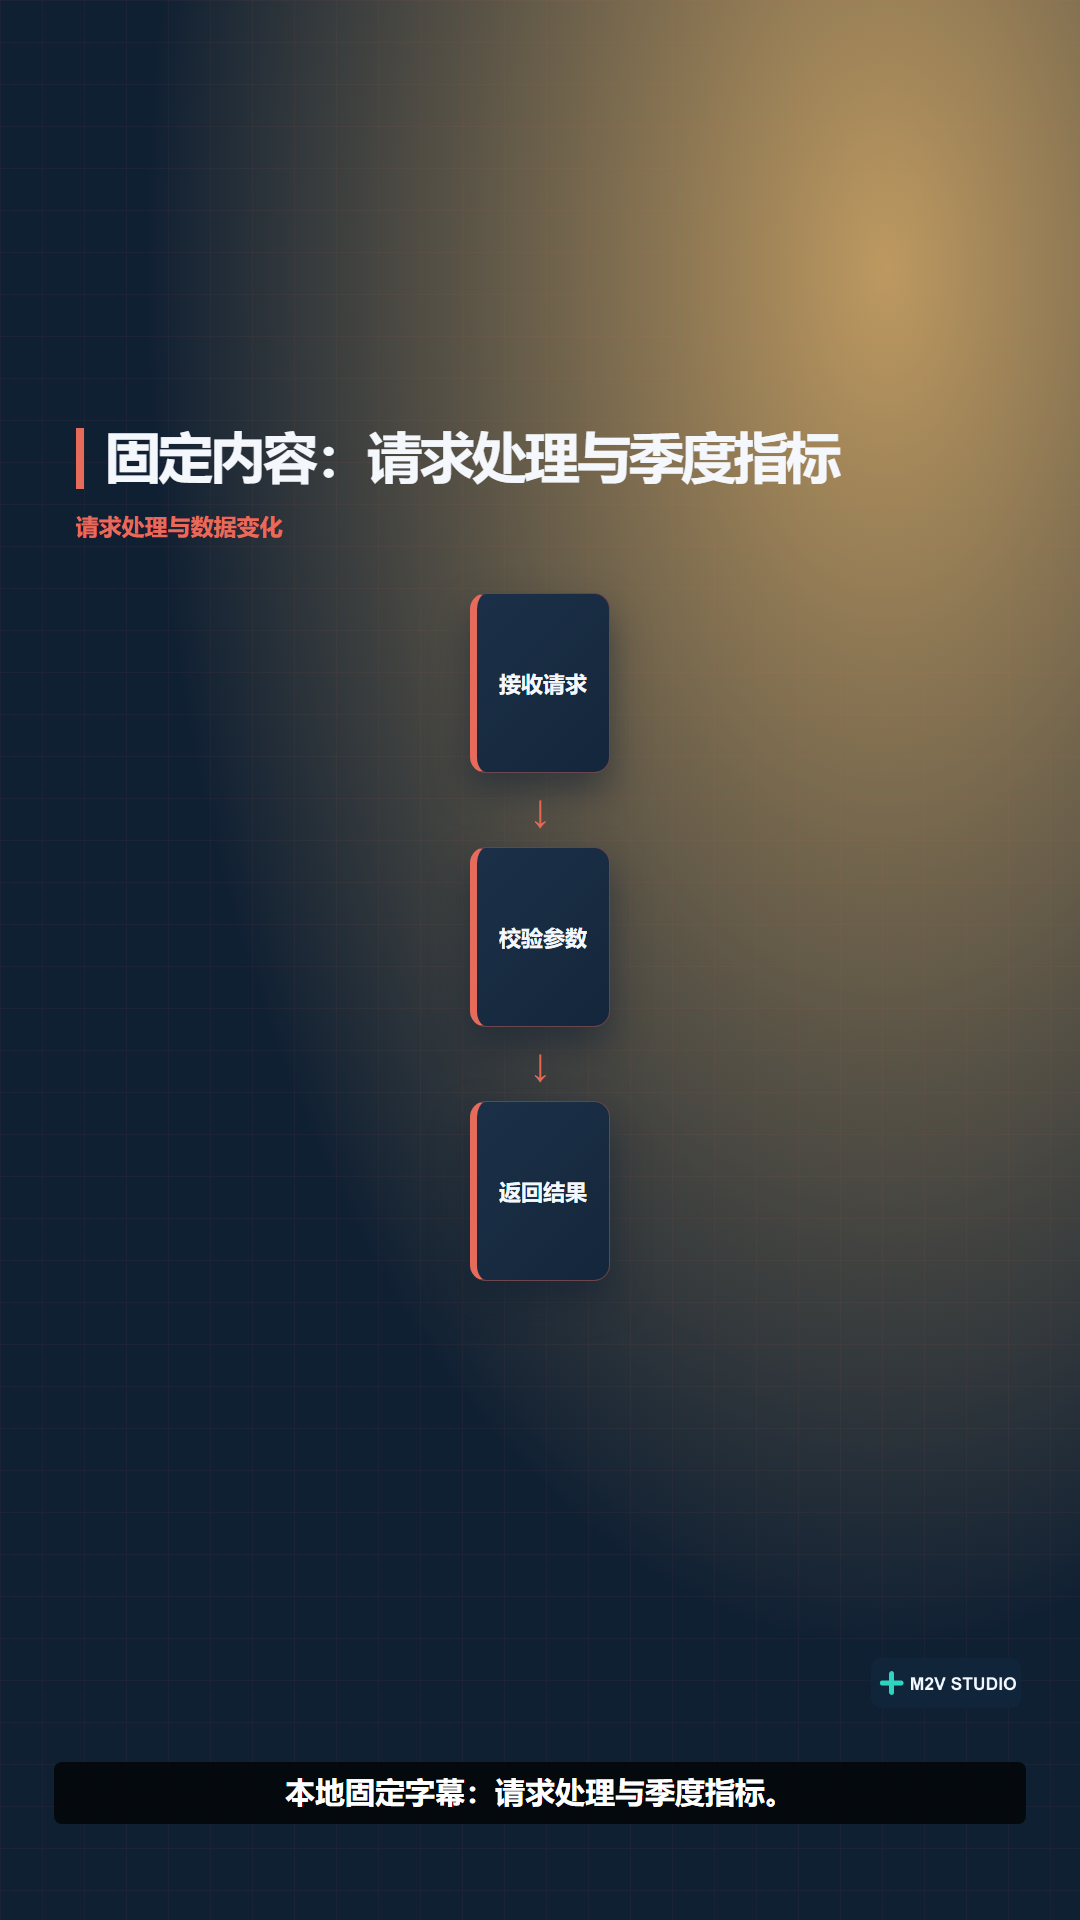 固定内容：请求处理与季度指标
请求处理与数据变化
接收请求
↓
校验参数
↓
返回结果
M2V STUDIO
本地固定字幕：请求处理与季度指标。